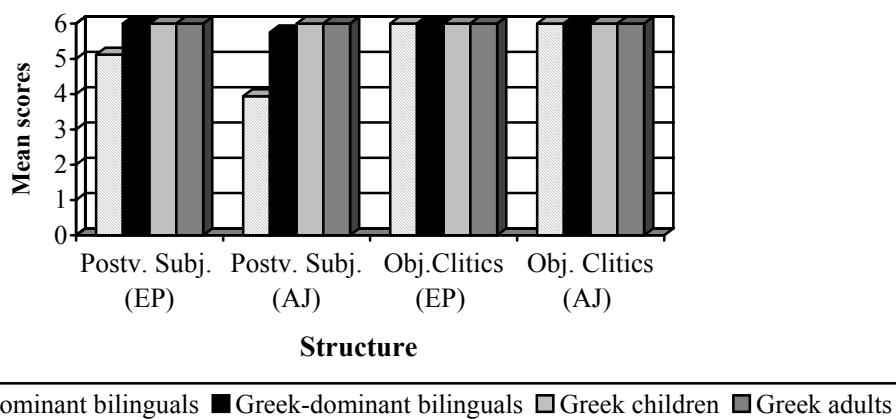 6
5
4
3
2
1
0
Mean scores
Postv. Subj. Postv. Subj. Obj.Clitics Obj. Clitics
(EP) (AJ) (EP) (AJ)
Structure
bilinguals Greek-dominant bilinguals Greek children Greek adults